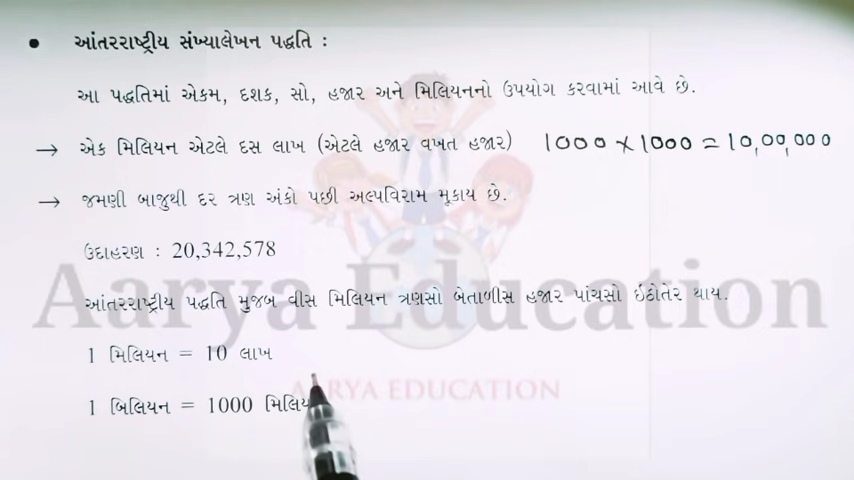 • આંતરરાષ્ટ્રીય સંખ્યાલેખન પદ્ધતિ :
આ પદ્ધતિમાં એકમ, દશક, સો, હજાર અને મિલિયનનો ઉપયોગ કરવામાં આવે છે.
→ એક મિલિયન એટલે દસ લાખ (એટલે હજાર વખત હજાર) 1000 × 1000 = 10,00,000
→ જમણી બાજુથી દર ત્રણ અંકો પછી અલ્પવિરામ મૂકાય છે.
ઉદાહરણ : 20,342,578
Aarya Education
આંતરરાષ્ટ્રીય પદ્ધતિ મુજબ વીસ મિલિયન ત્રણસો બેતાળીસ હજાર પાંચસો ઇઠોતેર થાય.
1 મિલિયન = 10 લાખ
AARYA EDUCATION
1 બિલિયન = 1000